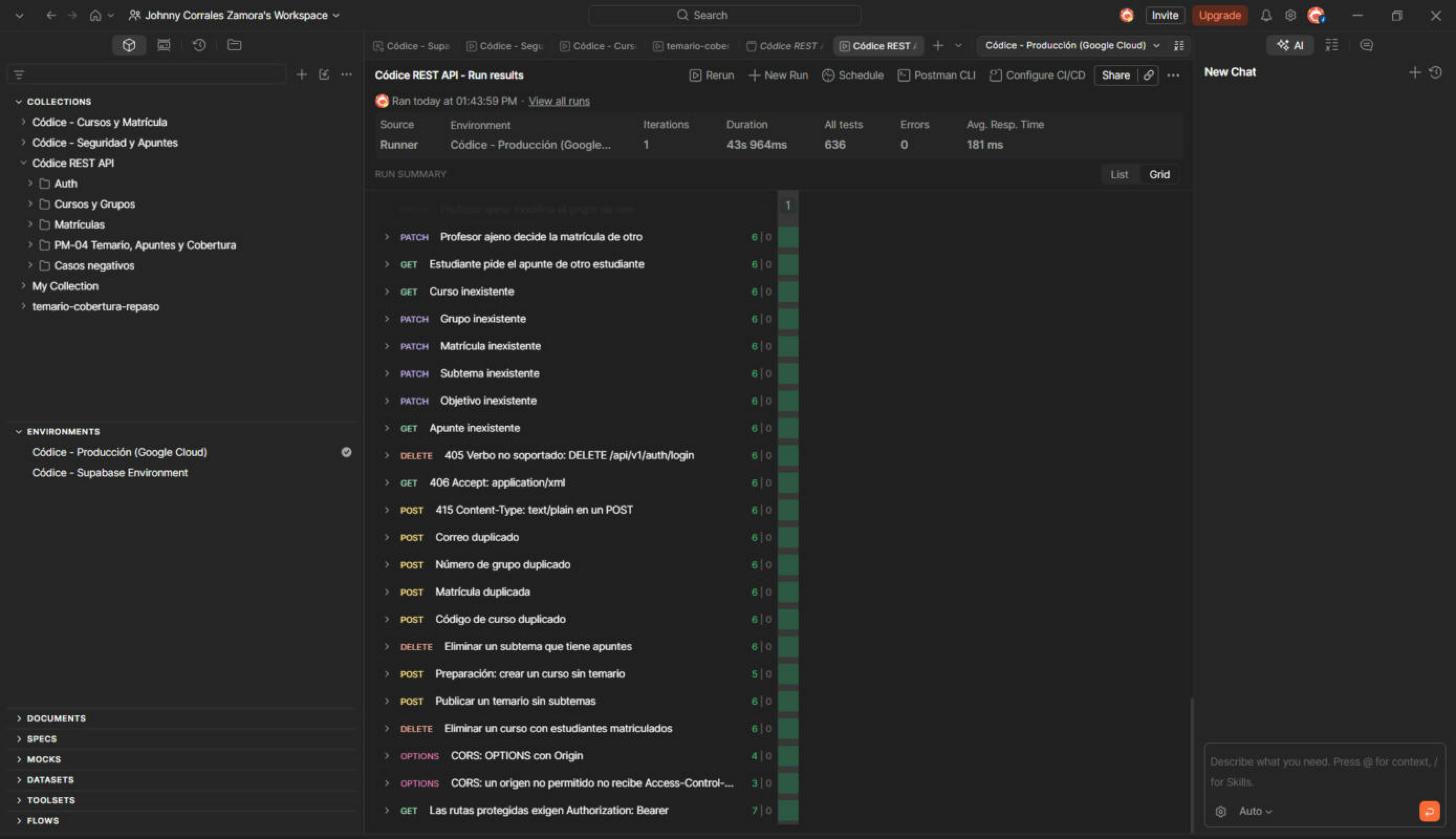 Johnny Corrales Zamora's Workspace
Search
Invite
Upgrade
COLLECTIONS
Códice - Cursos y Matrícula
Códice - Seguridad y Apuntes
Códice REST API
Auth
Cursos y Grupos
Matrículas
PM-04 Temario, Apuntes y Cobertura
Casos negativos
My Collection
temario-cobertura-repaso
ENVIRONMENTS
Códice - Producción (Google Cloud)
Códice - Supabase Environment
DOCUMENTS
SPECS
MOCKS
DATASETS
TOOLSETS
FLOWS
Códice - Supa Códice - Segu Códice - Curs temario-cober Códice REST A Códice REST A Códice - Producción (Google Cloud)
Códice REST API - Run results Rerun New Run Schedule Postman CLI Configure CI/CD Share
Ran today at 01:43:59 PM · View all runs
Source Environment Iterations Duration All tests Errors Avg. Resp. Time
Runner Códice - Producción (Google... 1 43s 964ms 636 0 181 ms
RUN SUMMARY List Grid
1
PATCH Profesor ajeno decide la matrícula de otro 6 | 0
GET Estudiante pide el apunte de otro estudiante 6 | 0
GET Curso inexistente 6 | 0
PATCH Grupo inexistente 6 | 0
PATCH Matrícula inexistente 6 | 0
PATCH Subtema inexistente 6 | 0
PATCH Objetivo inexistente 6 | 0
GET Apunte inexistente 6 | 0
DELETE 405 Verbo no soportado: DELETE /api/v1/auth/login 6 | 0
GET 406 Accept: application/xml 6 | 0
POST 415 Content-Type: text/plain en un POST 6 | 0
POST Correo duplicado 6 | 0
POST Número de grupo duplicado 6 | 0
POST Matrícula duplicada 6 | 0
POST Código de curso duplicado 6 | 0
DELETE Eliminar un subtema que tiene apuntes 6 | 0
POST Preparación: crear un curso sin temario 5 | 0
POST Publicar un temario sin subtemas 6 | 0
DELETE Eliminar un curso con estudiantes matriculados 6 | 0
OPTIONS CORS: OPTIONS con Origin 4 | 0
OPTIONS CORS: un origen no permitido no recibe Access-Control-... 3 | 0
GET Las rutas protegidas exigen Authorization: Bearer 7 | 0
AI
New Chat
Describe what you need. Press @ for context, /
for Skills.
Auto